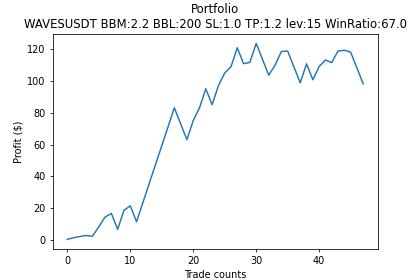 Portfolio
WAVESUSDT BBM:2.2 BBL:200 SL:1.0 TP:1.2 lev:15 WinRatio:67.0
120
100
80
60
40
20
0
Profit ($)
0 10 20 30 40
Trade counts